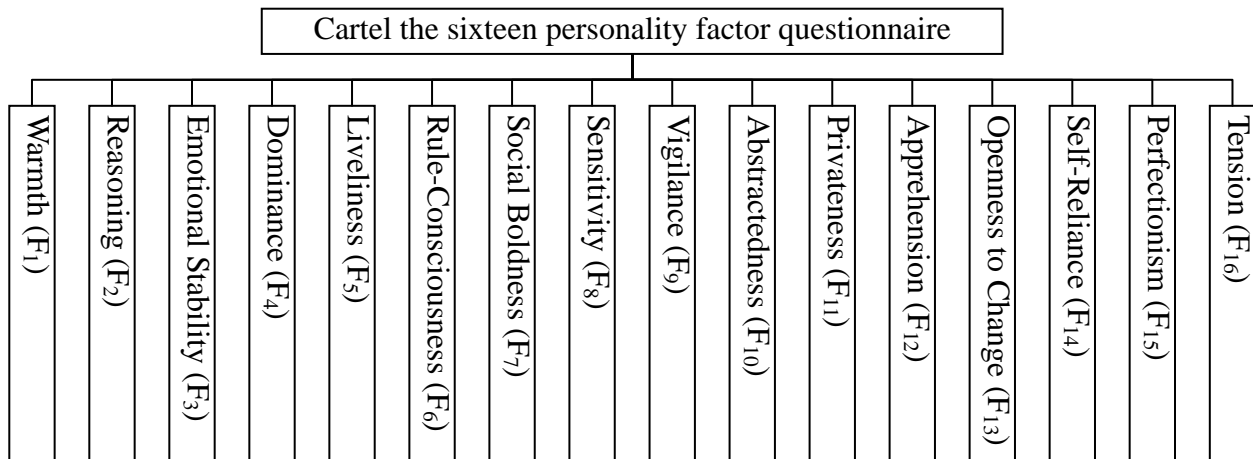 Cartel the sixteen personality factor questionnaire
Warmth (F₁)
Reasoning (F₂)
Emotional Stability (F₃)
Dominance (F₄)
Liveliness (F₅)
Rule-Consciousness (F₆)
Social Boldness (F₇)
Sensitivity (F₈)
Vigilance (F₉)
Abstractedness (F₁₀)
Privateness (F₁₁)
Apprehension (F₁₂)
Openness to Change (F₁₃)
Self-Reliance (F₁₄)
Perfectionism (F₁₅)
Tension (F₁₆)